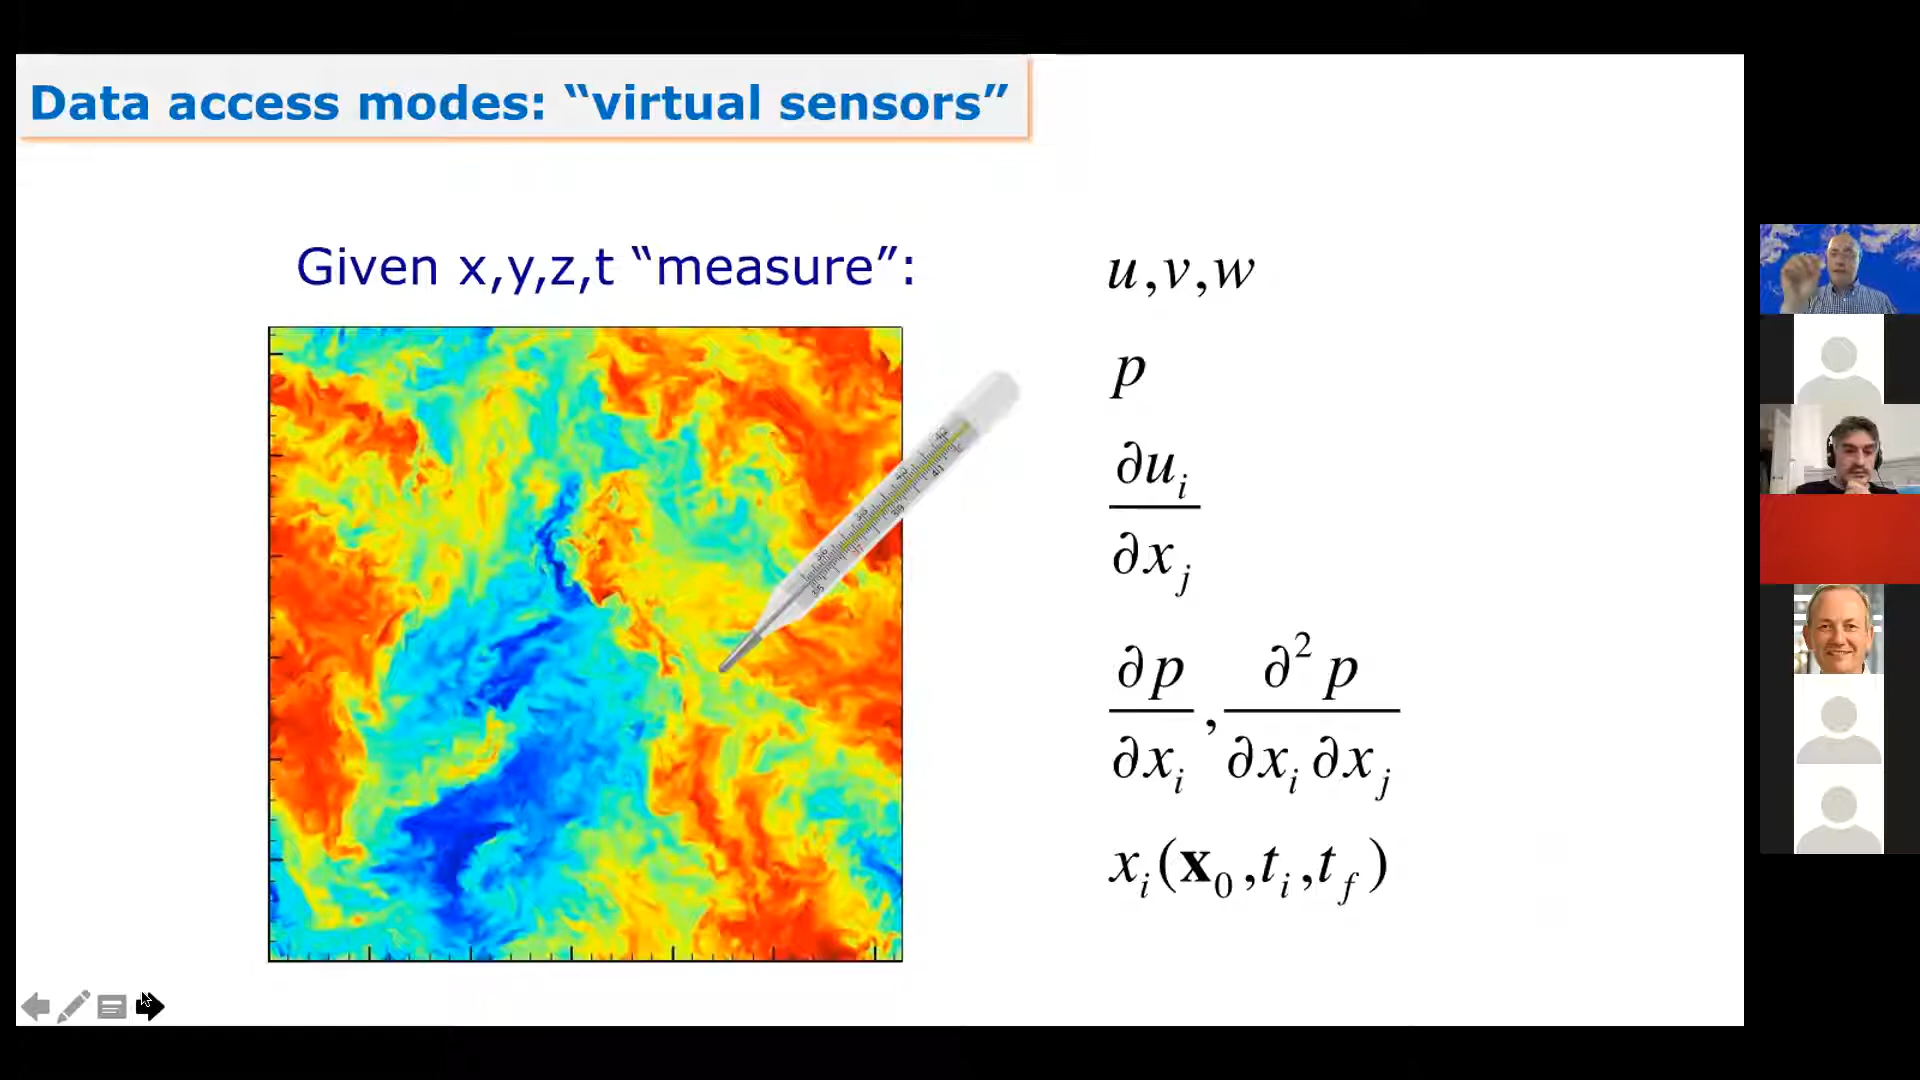 Data access modes: “virtual sensors”
Given x,y,z,t “measure”:
u,v,w
p
∂u_i
∂x_j
∂p
∂x_i
,
∂²p
∂x_i ∂x_j
x_i(x_0,t_i,t_f)